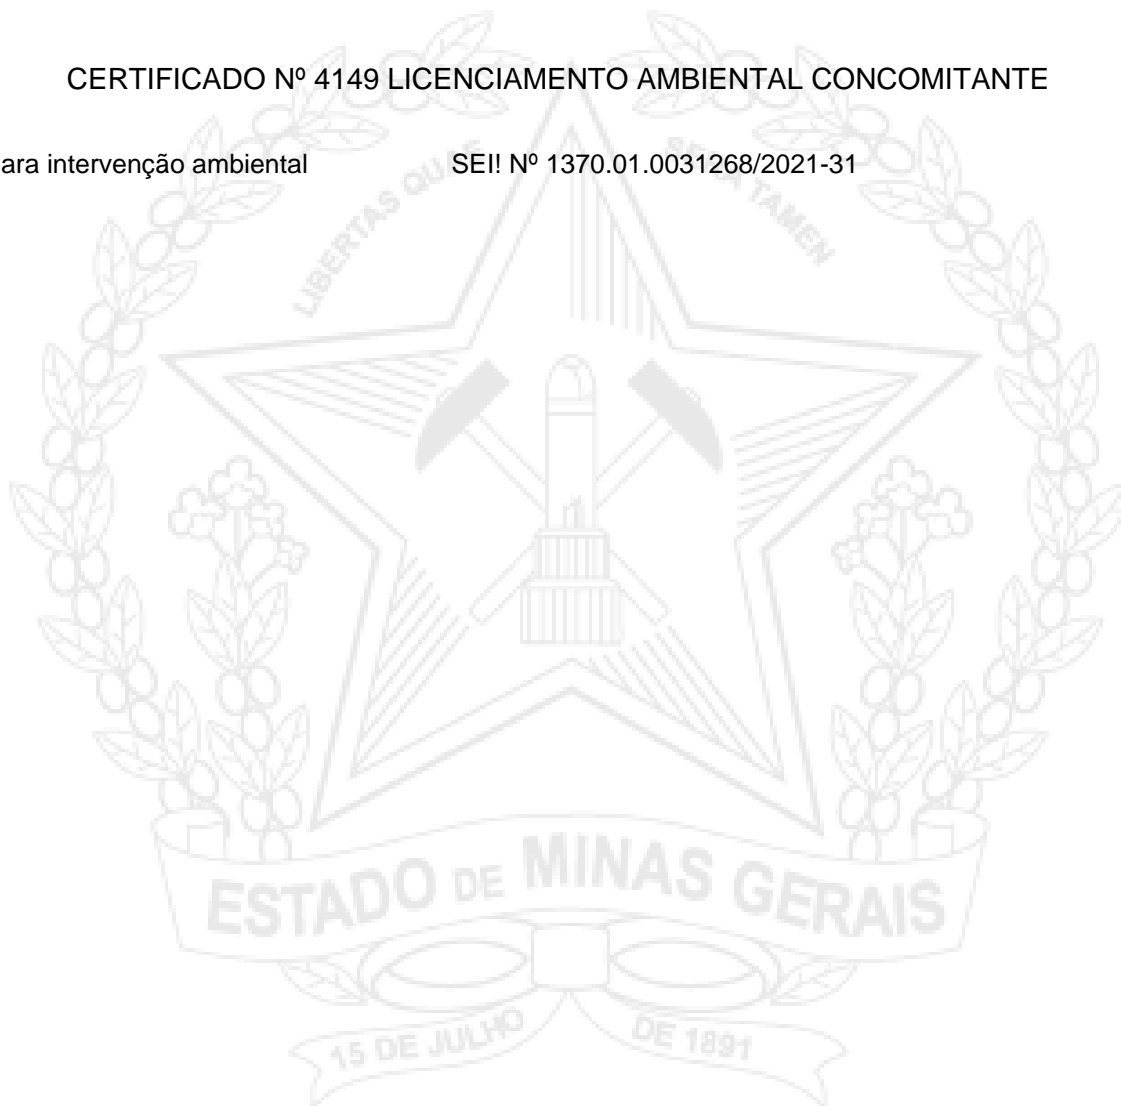 CERTIFICADO Nº 4149 LICENCIAMENTO AMBIENTAL CONCOMITANTE
ara intervenção ambiental SEI! Nº 1370.01.0031268/2021-31
LIBERTAS QUAE SERA TAMEN
ESTADO DE MINAS GERAIS
15 DE JULHO DE 1891